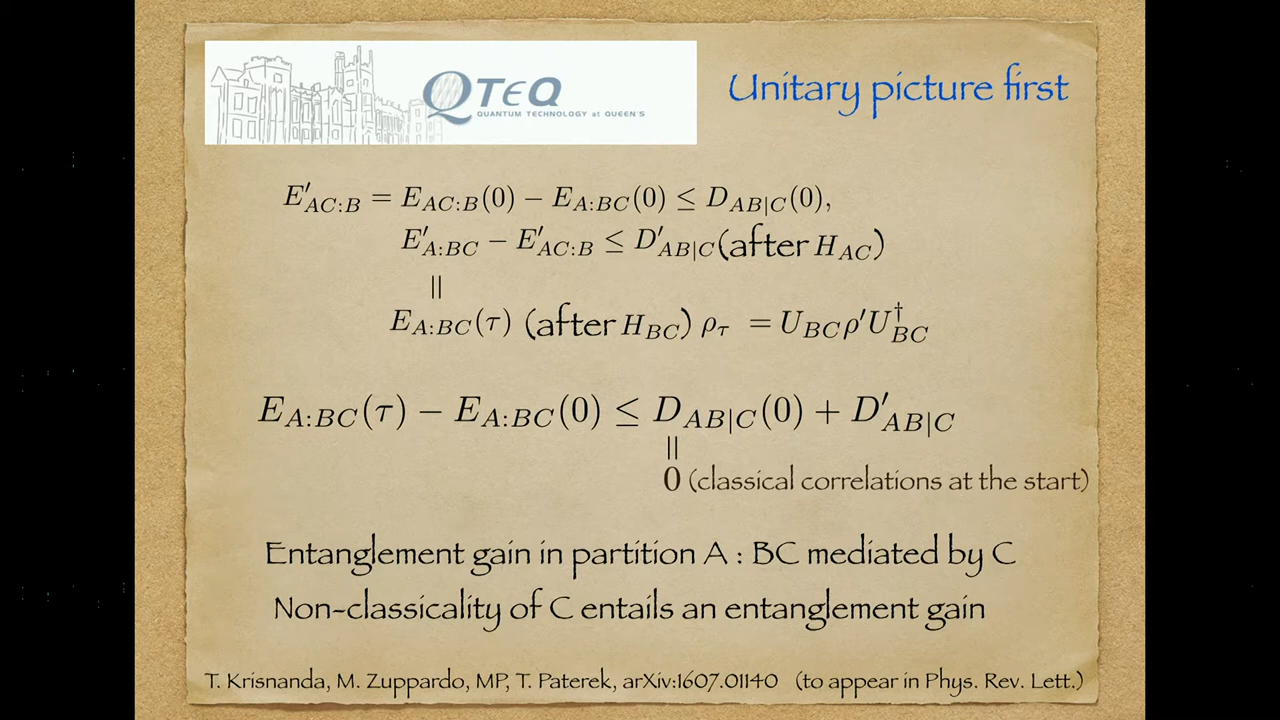 QTEQ
QUANTUM TECHNOLOGY at QUEEN'S
Unitary picture first
E′_{AC:B} = E_{AC:B}(0) − E_{A:BC}(0) ≤ D_{AB|C}(0),
E′_{A:BC} − E′_{AC:B} ≤ D′_{AB|C} (after H_{AC})
||
E_{A:BC}(τ) (after H_{BC}) ρ_τ = U_{BC}ρ′U†_{BC}
E_{A:BC}(τ) − E_{A:BC}(0) ≤ D_{AB|C}(0) + D′_{AB|C}
||
0 (classical correlations at the start)
Entanglement gain in partition A : BC mediated by C
Non-classicality of C entails an entanglement gain
T. Krisnanda, M. Zuppardo, MP, T. Paterek, arXiv:1607.01140 (to appear in Phys. Rev. Lett.)